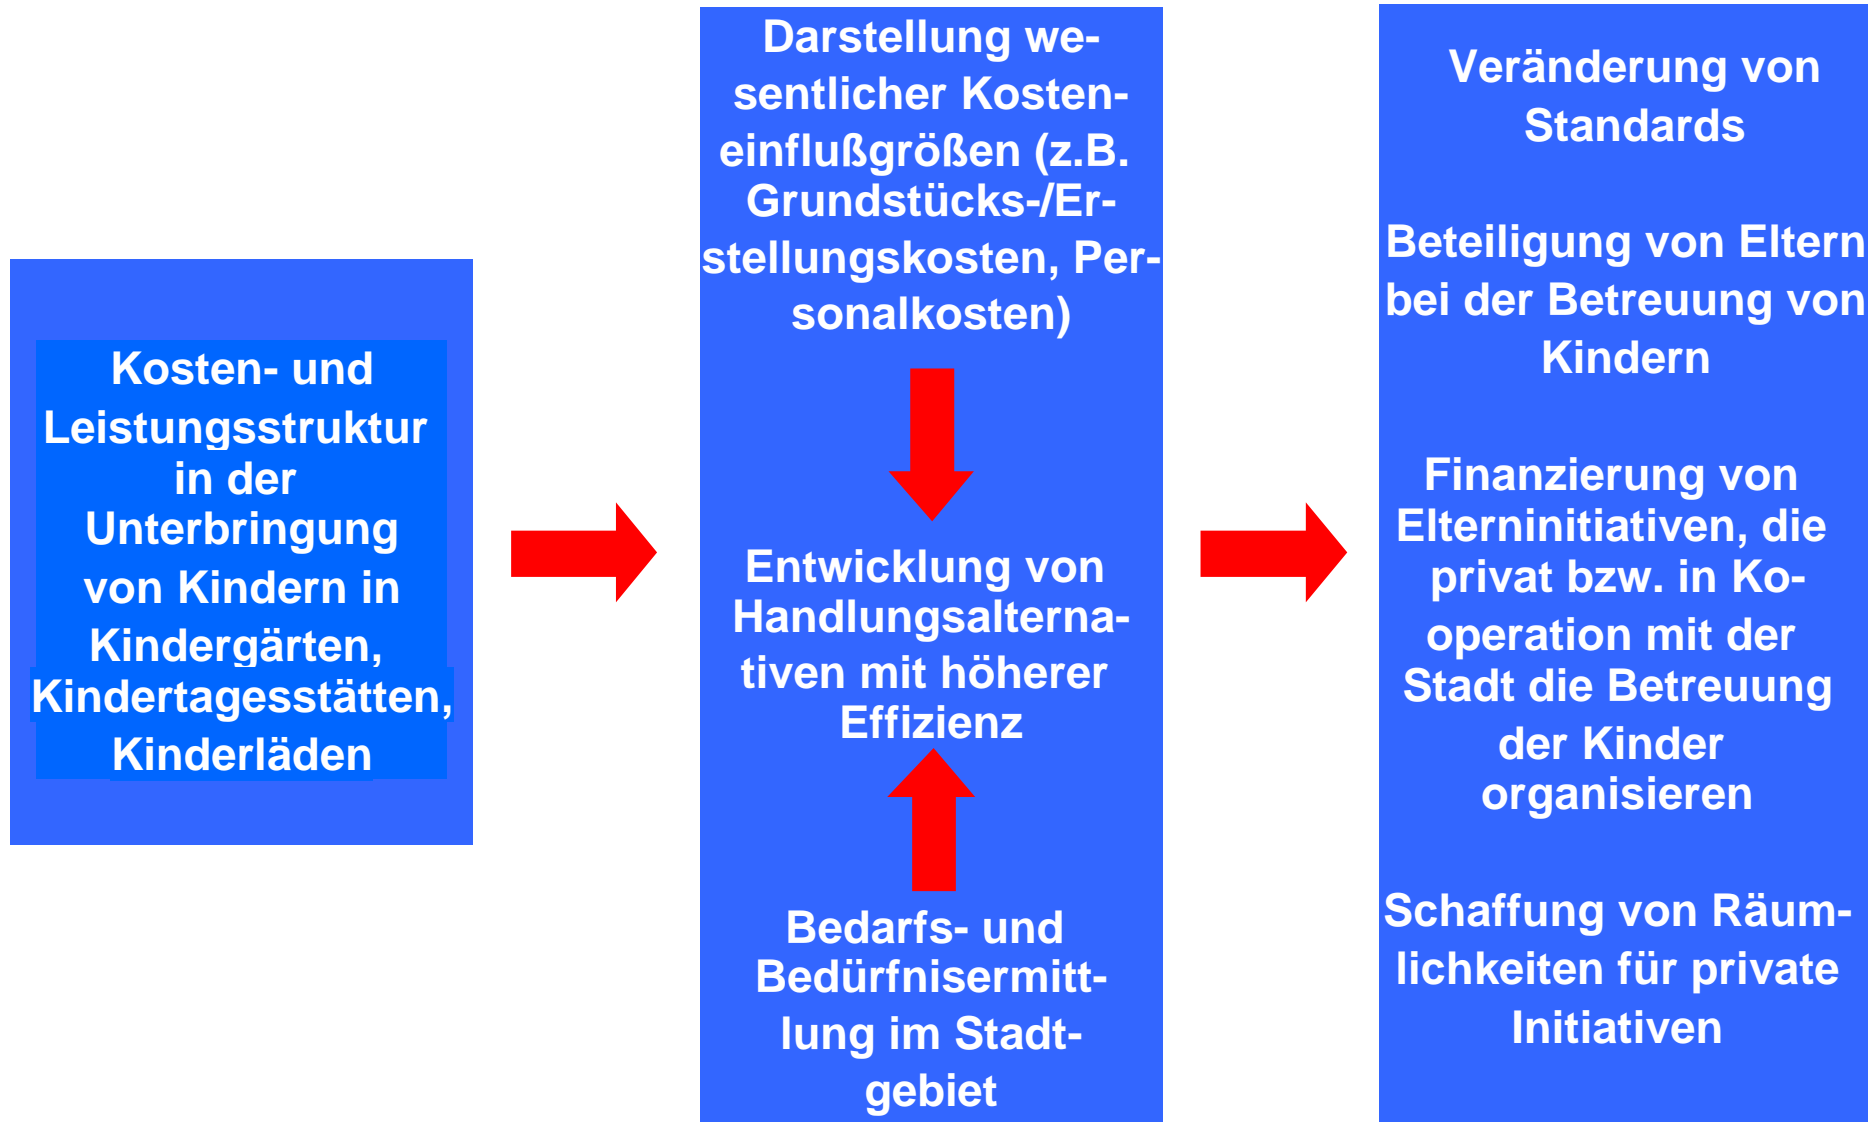 Kosten- und
Leistungsstruktur
in der
Unterbringung
von Kindern in
Kindergärten,
Kindertagesstätten,
Kinderläden
Darstellung we-
sentlicher Kosten-
einflußgrößen (z.B.
Grundstücks-/Er-
stellungskosten, Per-
sonalkosten)
Entwicklung von
Handlungsalterna-
tiven mit höherer
Effizienz
Bedarfs- und
Bedürfnisermitt-
lung im Stadt-
gebiet
Veränderung von
Standards
Beteiligung von Eltern
bei der Betreuung von
Kindern
Finanzierung von
Elterninitiativen, die
privat bzw. in Ko-
operation mit der
Stadt die Betreuung
der Kinder
organisieren
Schaffung von Räum-
lichkeiten für private
Initiativen